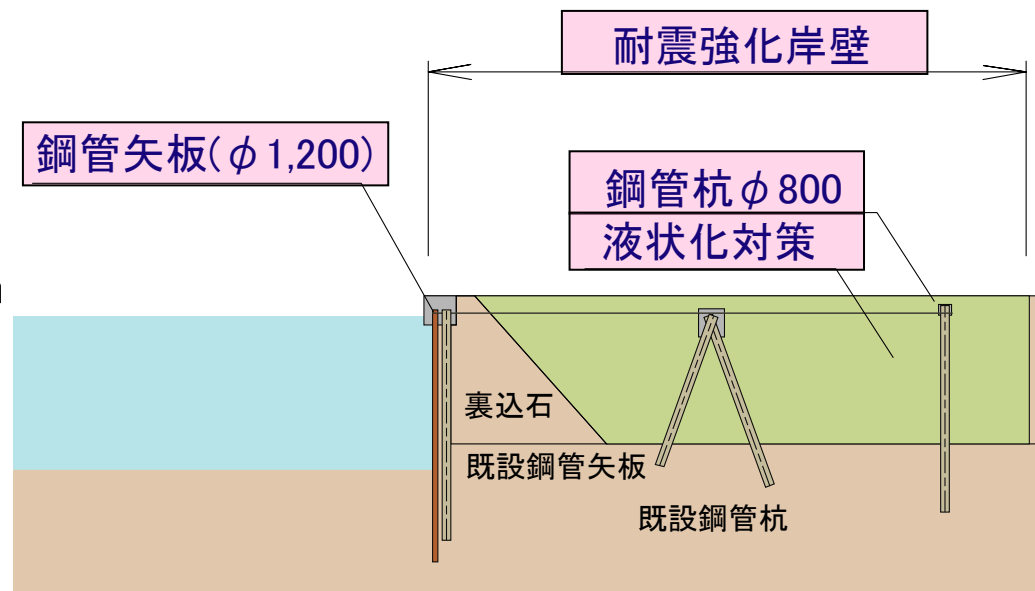 耐震強化岸壁
鋼管矢板(φ1,200)
鋼管杭φ800
液状化対策
裏込石
既設鋼管矢板
既設鋼管杭